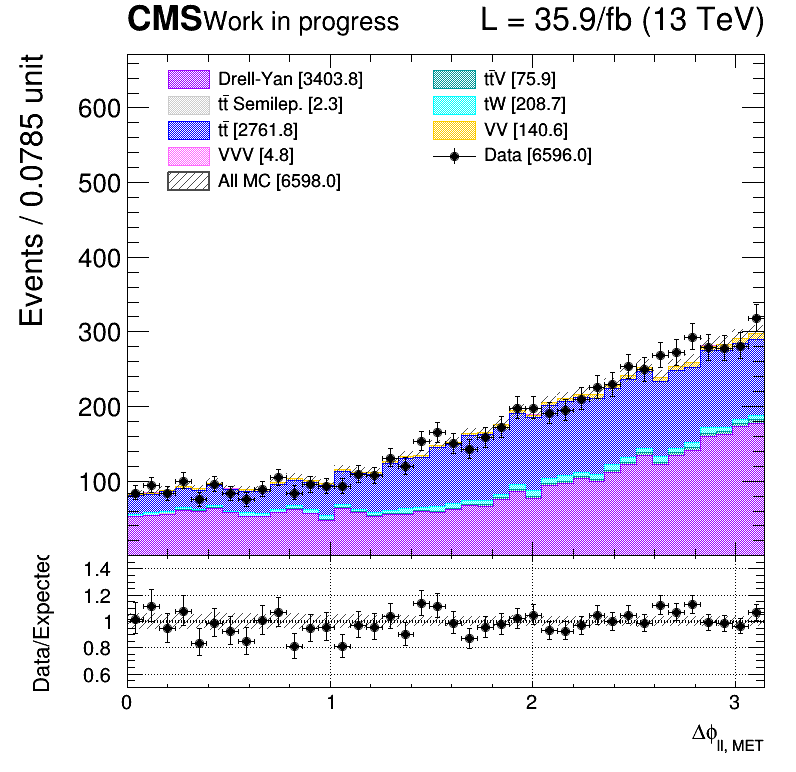 CMS Work in progress L = 35.9/fb (13 TeV)
Events / 0.0785 unit
600
500
400
300
200
100
Drell-Yan [3403.8]
tt̄ Semilep. [2.3]
tt̄ [2761.8]
VVV [4.8]
All MC [6598.0]
tt̄V [75.9]
tW [208.7]
VV [140.6]
Data [6596.0]
Data/Expected
1.4
1.2
1
0.8
0.6
0 1 2 3
Δϕll, MET